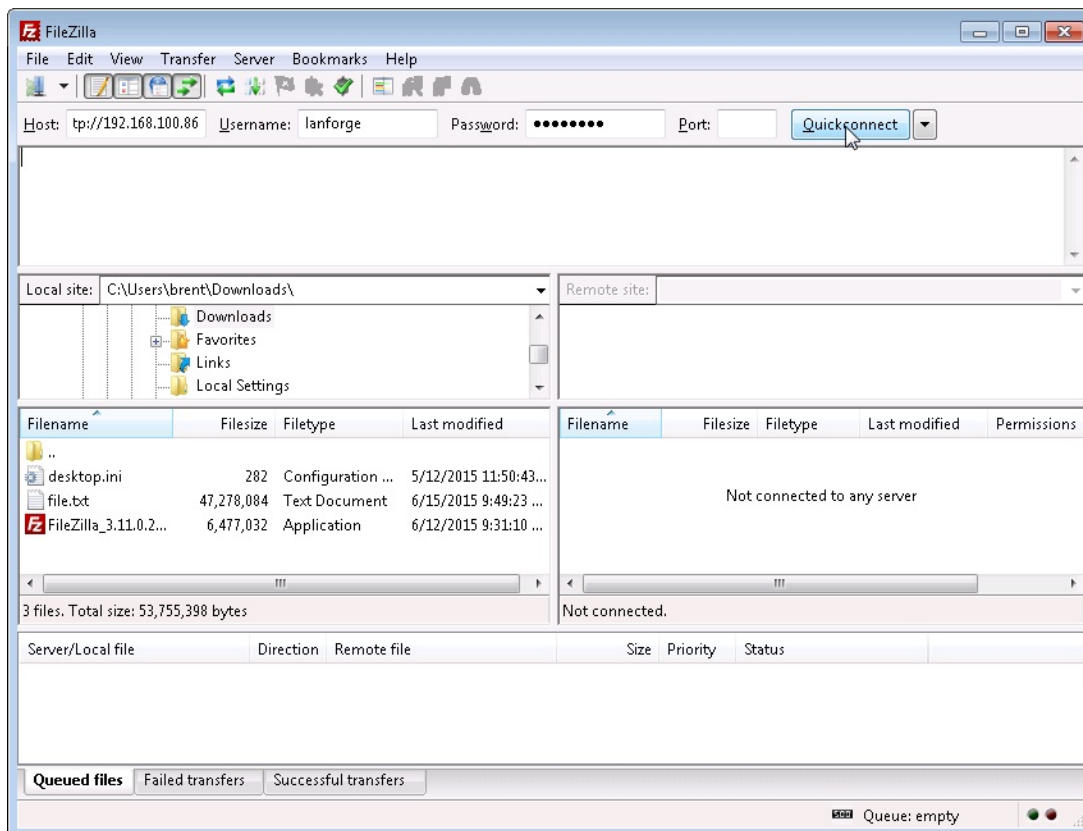 FileZilla
File Edit View Transfer Server Bookmarks Help
Host: tp://192.168.100.86 Username: lanforge Password: ●●●●●●●● Port: Quickconnect
Local site: C:\Users\brent\Downloads\
Remote site:
Downloads
Favorites
Links
Local Settings
Filename Filesize Filetype Last modified
..
desktop.ini 282 Configuration ... 5/12/2015 11:50:43...
file.txt 47,278,084 Text Document 6/15/2015 9:49:23 ...
FileZilla_3.11.0.2... 6,477,032 Application 6/12/2015 9:31:10 ...
3 files. Total size: 53,755,398 bytes
Filename Filesize Filetype Last modified Permissions
Not connected to any server
Not connected.
Server/Local file Direction Remote file Size Priority Status
Queued files Failed transfers Successful transfers
Queue: empty